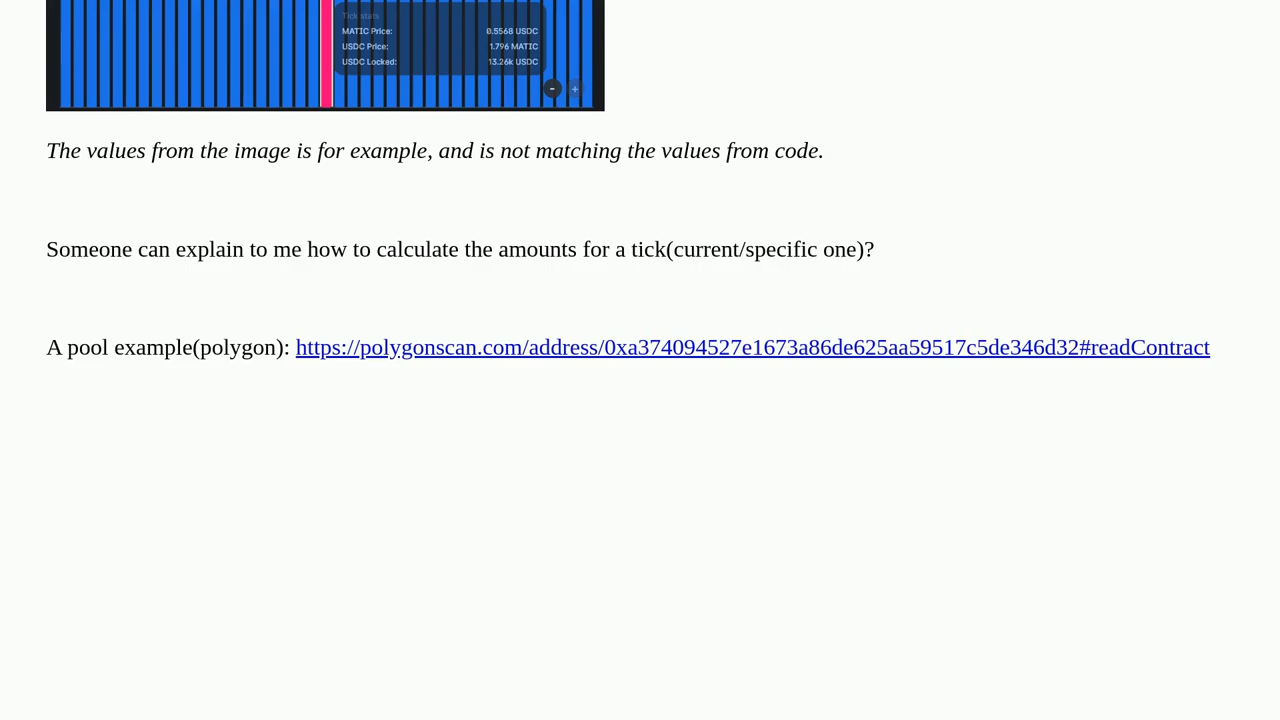 Tick stats
MATIC Price: 0.5568 USDC
USDC Price: 1.796 MATIC
USDC Locked: 13.26k USDC
- +
The values from the image is for example, and is not matching the values from code.
Someone can explain to me how to calculate the amounts for a tick(current/specific one)?
A pool example(polygon): https://polygonscan.com/address/0xa374094527e1673a86de625aa59517c5de346d32#readContract